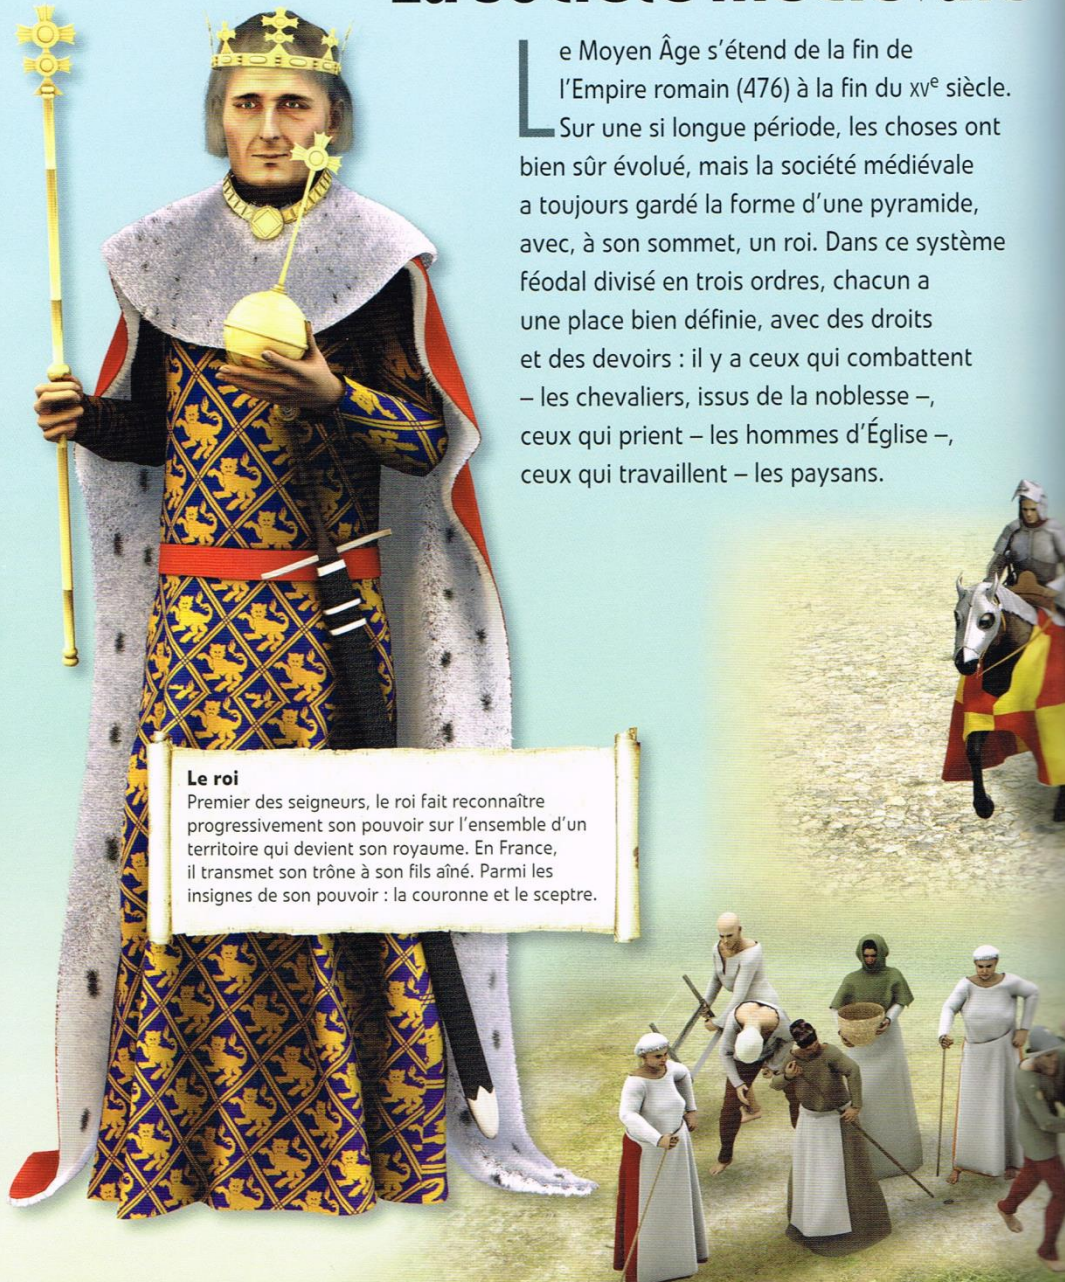 La société médiévale
Le Moyen Âge s'étend de la fin de
l'Empire romain (476) à la fin du XVe siècle.
Sur une si longue période, les choses ont
bien sûr évolué, mais la société médiévale
a toujours gardé la forme d'une pyramide,
avec, à son sommet, un roi. Dans ce système
féodal divisé en trois ordres, chacun a
une place bien définie, avec des droits
et des devoirs : il y a ceux qui combattent
– les chevaliers, issus de la noblesse –,
ceux qui prient – les hommes d'Église –,
ceux qui travaillent – les paysans.
Le roi
Premier des seigneurs, le roi fait reconnaître
progressivement son pouvoir sur l'ensemble d'un
territoire qui devient son royaume. En France,
il transmet son trône à son fils aîné. Parmi les
insignes de son pouvoir : la couronne et le sceptre.